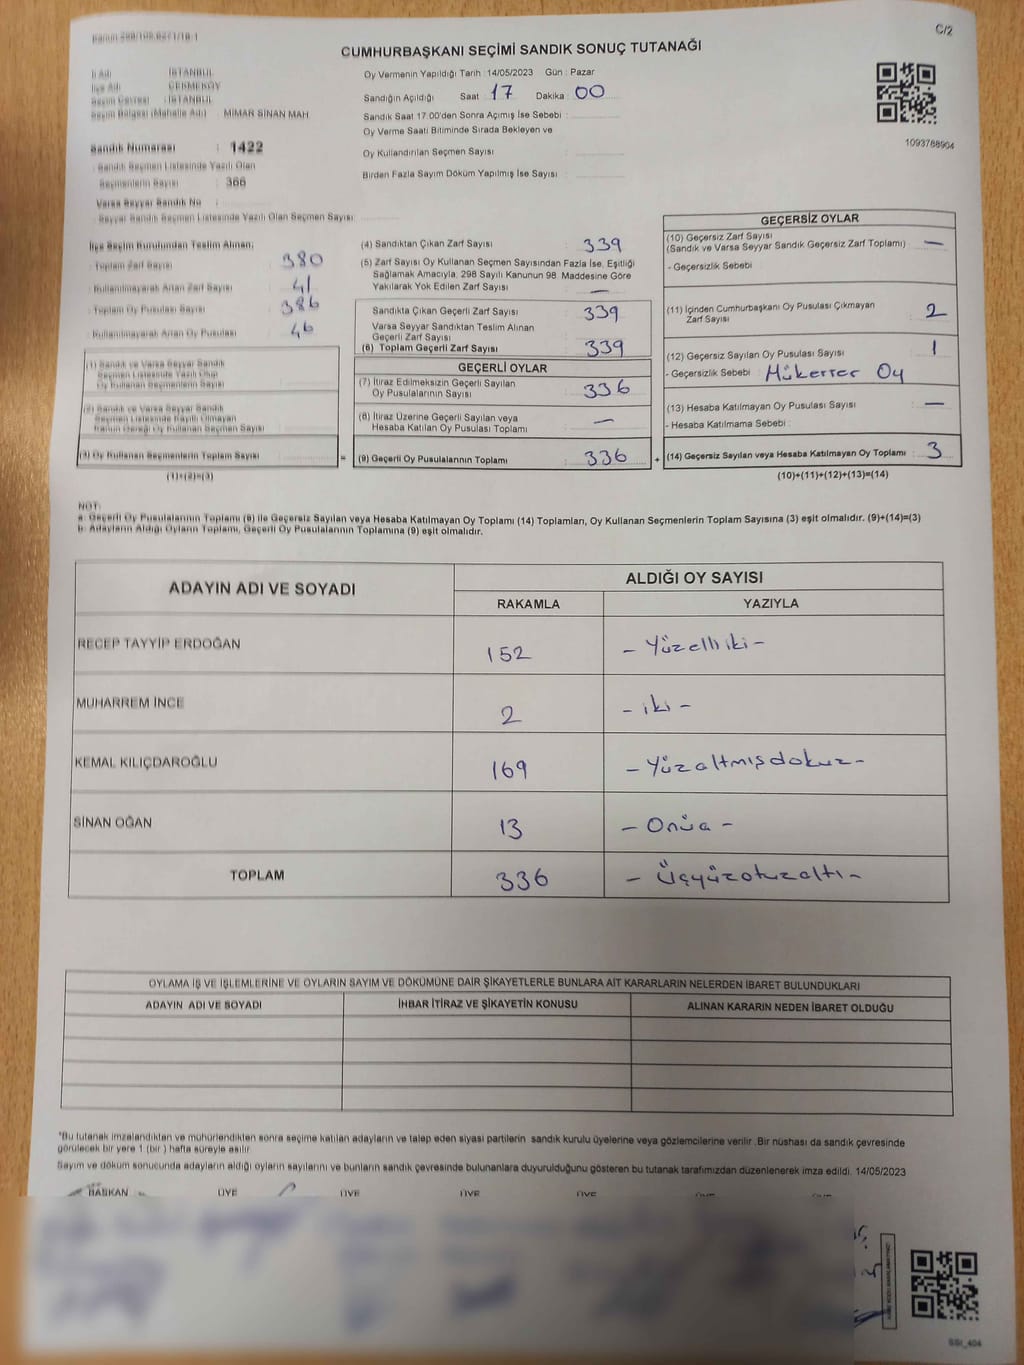 C/2
CUMHURBAŞKANI SEÇİMİ SANDIK SONUÇ TUTANAĞI
İl Adı : İSTANBUL
İlçe Adı : ÇEKMEKÖY
Seçim Çevresi : İSTANBUL
Seçim Bölgesi (Mahalle Adı) : MİMAR SİNAN MAH
Sandık Numarası : 1422
Sandık Seçmen Listesinde Yazılı Olan
Seçmenlerin Sayısı : 366
Varsa Seyyar Sandık No :
Seyyar Sandık Seçmen Listesinde Yazılı Olan Seçmen Sayısı
Oy Vermenin Yapıldığı Tarih :14/05/2023 Gün : Pazar
Sandığın Açıldığı Saat 17 Dakika 00
Sandık Saat 17:00'den Sonra Açımış İse Sebebi :
Oy Verme Saati Bitiminde Sırada Bekleyen ve
Oy Kullandırılan Seçmen Sayısı :
Birden Fazla Sayım Döküm Yapılmış İse Sayısı :
1093768904
İlçe Seçim Kurulundan Teslim Alınan;
Toplam Zarf Sayısı : 380
Kullanılmayarak Artan Zarf Sayısı : 41
Toplam Oy Pusulası Sayısı : 386
Kullanılmayarak Artan Oy Pusulası : 46
(1) Sandık ve Varsa Seyyar Sandık
Seçmen Listesinde Yazılı Olup
Oy Kullanan Seçmenlerin Sayısı
(2) Sandık ve Varsa Seyyar Sandık
Seçmen Listesinde Kayıtlı Olmayan
Kanun Gereği Oy Kullanan Seçmen Sayısı
(3) Oy Kullanan Seçmenlerin Toplam Sayısı :
(1)+(2)=(3)
(4) Sandıktan Çıkan Zarf Sayısı : 339
(5) Zarf Sayısı Oy Kullanan Seçmen Sayısından Fazla İse, Eşitliği
Sağlamak Amacıyla, 298 Sayılı Kanunun 98. Maddesine Göre
Yakılarak Yok Edilen Zarf Sayısı : —
Sandıkta Çıkan Geçerli Zarf Sayısı : 339
Varsa Seyyar Sandıktan Teslim Alınan
Geçerli Zarf Sayısı :
(6) Toplam Geçerli Zarf Sayısı : 339
GEÇERLİ OYLAR
(7) İtiraz Edilmeksizin Geçerli Sayılan
Oy Pusulalarının Sayısı : 336
(8) İtiraz Üzerine Geçerli Sayılan veya
Hesaba Katılan Oy Pusulası Toplamı : —
= (9) Geçerli Oy Pusulalarının Toplamı : 336
GEÇERSİZ OYLAR
(10) Geçersiz Zarf Sayısı
(Sandık ve Varsa Seyyar Sandık Geçersiz Zarf Toplamı) : —
- Geçersizlik Sebebi :
(11) İçinden Cumhurbaşkanı Oy Pusulası Çıkmayan
Zarf Sayısı : 2
(12) Geçersiz Sayılan Oy Pusulası Sayısı : 1
- Geçersizlik Sebebi : Mükerrer Oy
(13) Hesaba Katılmayan Oy Pusulası Sayısı : —
- Hesaba Katılmama Sebebi :
+ (14) Geçersiz Sayılan veya Hesaba Katılmayan Oy Toplamı : 3
(10)+(11)+(12)+(13)=(14)
NOT:
a- Geçerli Oy Pusulalarının Toplamı (9) ile Geçersiz Sayılan veya Hesaba Katılmayan Oy Toplamı (14) Toplamları, Oy Kullanan Seçmenlerin Toplam Sayısına (3) eşit olmalıdır. (9)+(14)=(3)
b- Adayların Aldığı Oyların Toplamı, Geçerli Oy Pusulalarının Toplamına (9) eşit olmalıdır.
ADAYIN ADI VE SOYADI ALDIĞI OY SAYISI
RAKAMLA YAZIYLA
RECEP TAYYİP ERDOĞAN 152 – Yüzelliiki –
MUHARREM İNCE 2 – iki –
KEMAL KILIÇDAROĞLU 169 – Yüzaltmışdokuz –
SİNAN OĞAN 13 – Onüç –
TOPLAM 336 – Üçyüzotuzaltı –
OYLAMA İŞ VE İŞLEMLERİNE VE OYLARIN SAYIM VE DÖKÜMÜNE DAİR ŞİKAYETLERLE BUNLARA AİT KARARLARIN NELERDEN İBARET BULUNDUKLARI
ADAYIN ADI VE SOYADI İHBAR İTİRAZ VE ŞİKAYETİN KONUSU ALINAN KARARIN NEDEN İBARET OLDUĞU
*Bu tutanak imzalandıktan ve mühürlendikten sonra seçime katılan adayların ve talep eden siyasi partilerin sandık kurulu üyelerine veya gözlemcilerine verilir. Bir nüshası da sandık çevresinde
görülecek bir yere 1 (bir ) hafta süreyle asılır.
Sayım ve döküm sonucunda adayların aldığı oyların sayılarını ve bunların sandık çevresinde bulunanlara duyurulduğunu gösteren bu tutanak tarafımızdan düzenlenerek imza edildi. 14/05/2023
BAŞKAN ÜYE ÜYE ÜYE ÜYE